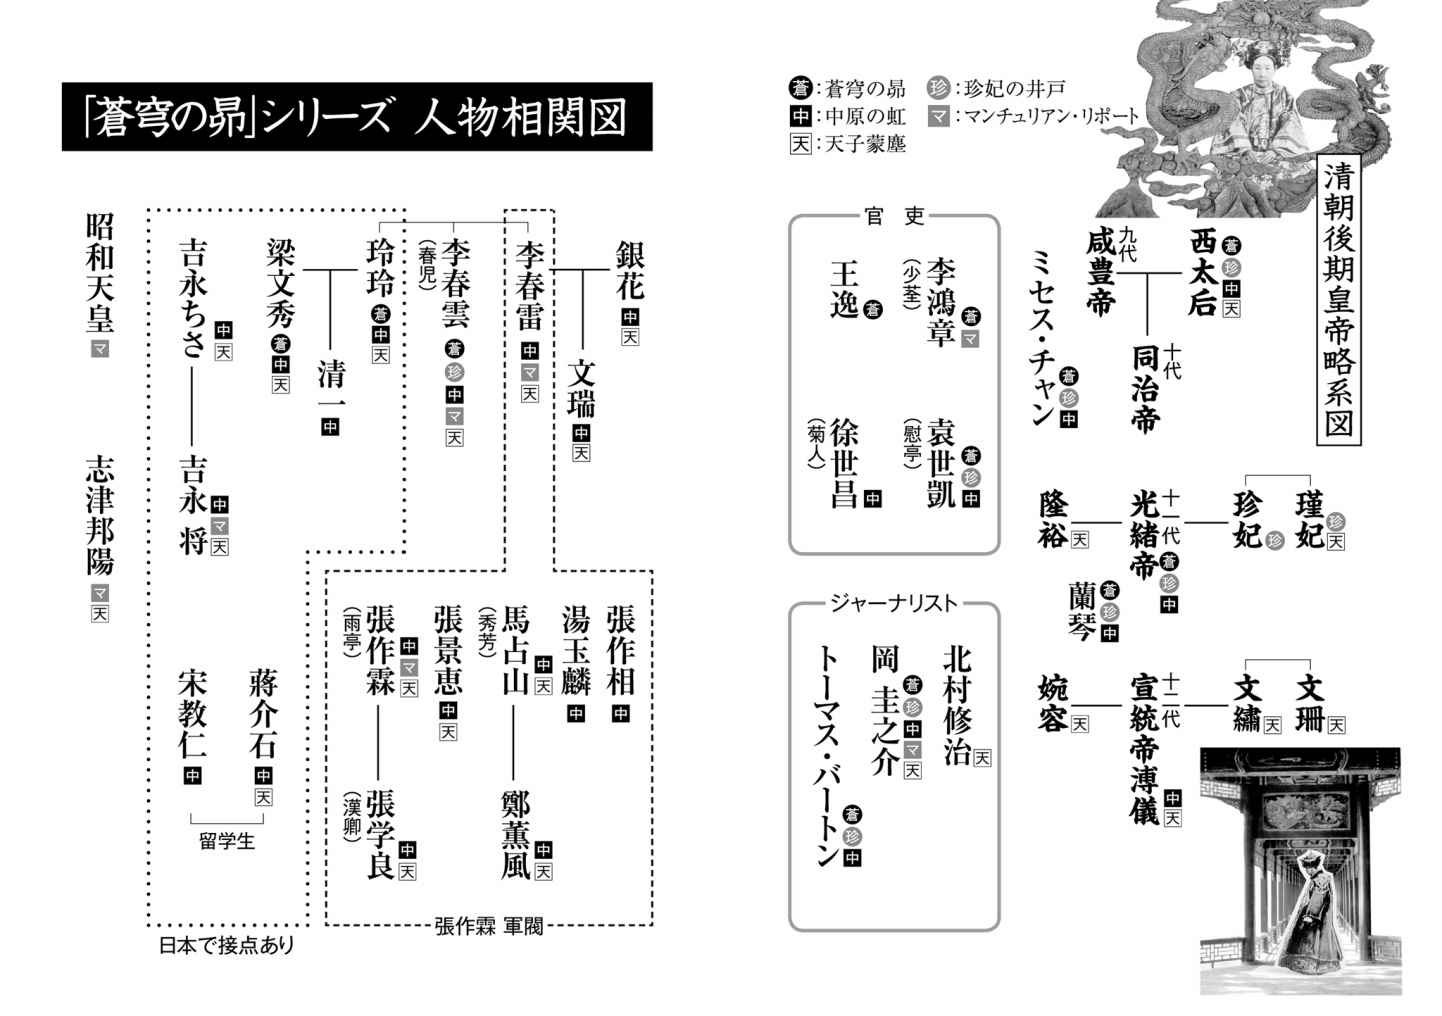 「蒼穹の昴」シリーズ 人物相関図
蒼:蒼穹の昴
珍:珍妃の井戸
中:中原の虹
マ:マンチュリアン・リポート
天:天子蒙塵
清朝後期皇帝略系図
西太后
蒼珍中天
九代
咸豊帝
十代
同治帝
ミセス・チャン
蒼珍中
瑾妃
珍天
珍妃
珍
十一代
光緒帝
蒼珍中
隆裕
天
蘭琴
蒼珍中
文珊
天
文繡
天
十二代
宣統帝溥儀
中天
婉容
天
官吏
李鴻章
(少荃)
蒼マ
王逸
蒼
袁世凱
(慰亭)
蒼珍中
徐世昌
(菊人)
中
ジャーナリスト
北村修治
天
岡 圭之介
蒼珍中マ天
トーマス・バートン
蒼珍中
銀花
中天
李春雷
中マ天
文瑞
中天
李春雲
(春児)
蒼珍中マ天
玲玲
蒼中天
梁文秀
蒼中天
清一
中
吉永ちさ
中天
吉永 将
中マ天
昭和天皇
マ
志津邦陽
マ天
張作相
中
湯玉麟
中
馬占山
(秀芳)
中天
鄭薫風
中天
張景恵
中天
張作霖
(雨亭)
中マ天
張学良
(漢卿)
中天
張作霖 軍閥
蔣介石
中天
宋教仁
中
留学生
日本で接点あり